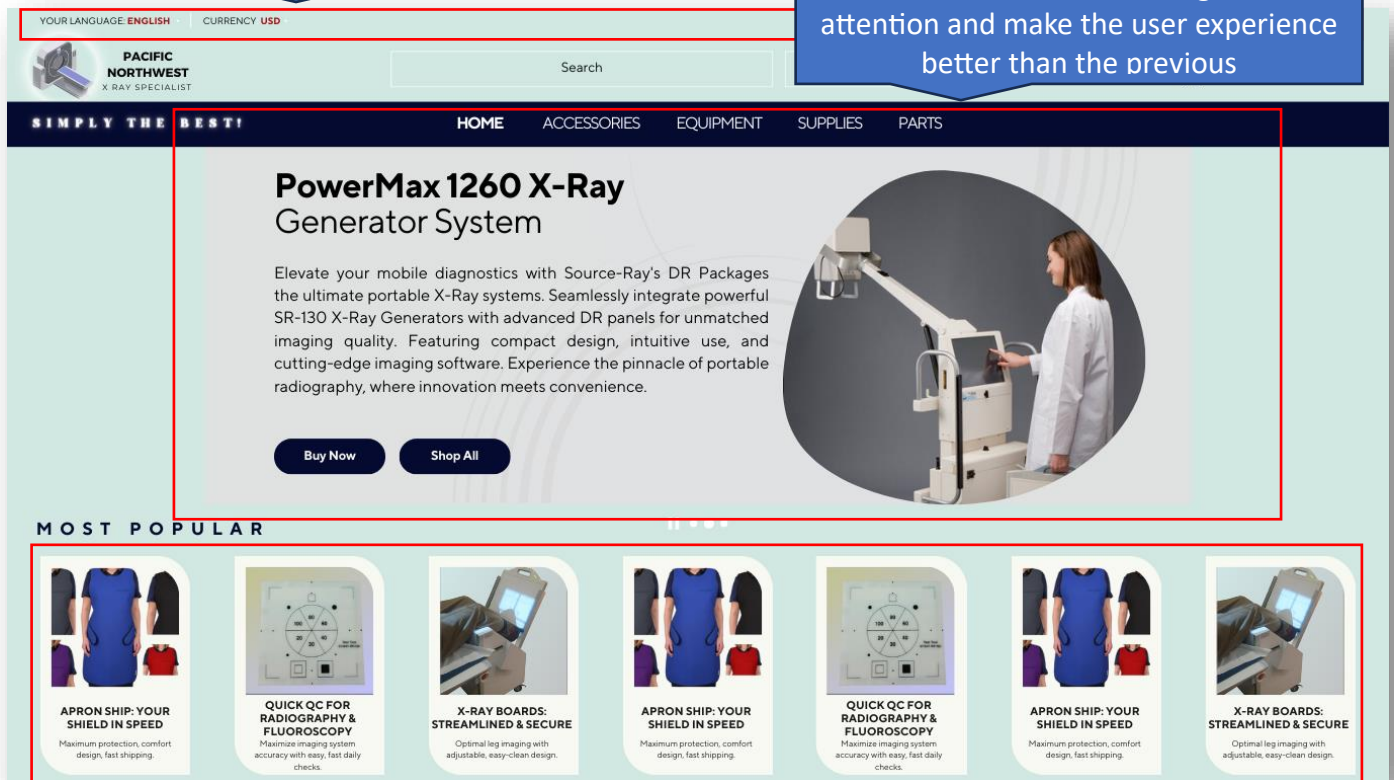 YOUR LANGUAGE: ENGLISH
CURRENCY USD
attention and make the user experience
better than the previous
PACIFIC
NORTHWEST
X RAY SPECIALIST
Search
SIMPLY THE BEST!
HOME ACCESSORIES EQUIPMENT SUPPLIES PARTS
PowerMax 1260 X-Ray
Generator System
Elevate your mobile diagnostics with Source-Ray's DR Packages
the ultimate portable X-Ray systems. Seamlessly integrate powerful
SR-130 X-Ray Generators with advanced DR panels for unmatched
imaging quality. Featuring compact design, intuitive use, and
cutting-edge imaging software. Experience the pinnacle of portable
radiography, where innovation meets convenience.
Buy Now Shop All
MOST POPULAR
APRON SHIP: YOUR
SHIELD IN SPEED
Maximum protection, comfort
design, fast shipping.
QUICK QC FOR
RADIOGRAPHY &
FLUOROSCOPY
Maximize imaging system
accuracy with easy, fast daily
checks.
X-RAY BOARDS:
STREAMLINED & SECURE
Optimal leg imaging with
adjustable, easy-clean design.
APRON SHIP: YOUR
SHIELD IN SPEED
Maximum protection, comfort
design, fast shipping.
QUICK QC FOR
RADIOGRAPHY &
FLUOROSCOPY
Maximize imaging system
accuracy with easy, fast daily
checks.
APRON SHIP: YOUR
SHIELD IN SPEED
Maximum protection, comfort
design, fast shipping.
X-RAY BOARDS:
STREAMLINED & SECURE
Optimal leg imaging with
adjustable, easy-clean design.